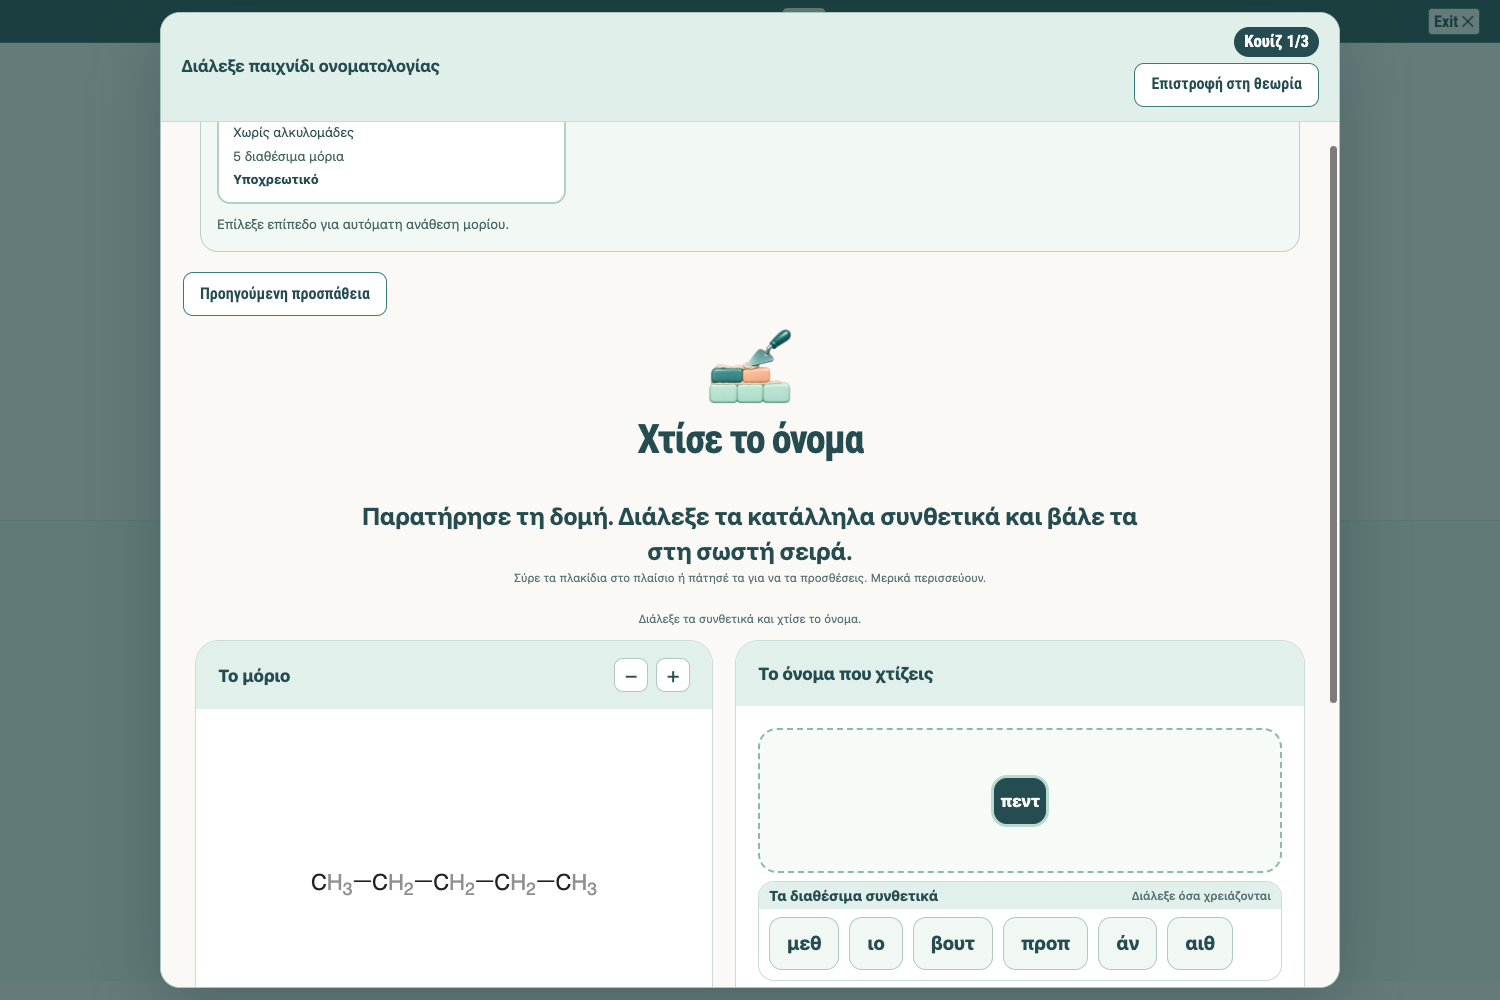 Exit
Κουίζ 1/3
Διάλεξε παιχνίδι ονοματολογίας
Επιστροφή στη θεωρία
Χωρίς αλκυλομάδες
5 διαθέσιμα μόρια
Υποχρεωτικό
Επίλεξε επίπεδο για αυτόματη ανάθεση μορίου.
Προηγούμενη προσπάθεια
Χτίσε το όνομα
Παρατήρησε τη δομή. Διάλεξε τα κατάλληλα συνθετικά και βάλε τα
στη σωστή σειρά.
Σύρε τα πλακίδια στο πλαίσιο ή πάτησέ τα για να τα προσθέσεις. Μερικά περισσεύουν.
Διάλεξε τα συνθετικά και χτίσε το όνομα.
Το μόριο
− +
CH₃—CH₂—CH₂—CH₂—CH₃
Το όνομα που χτίζεις
πεντ
Τα διαθέσιμα συνθετικά
Διάλεξε όσα χρειάζονται
μεθ ιο βουτ προπ άν αιθ